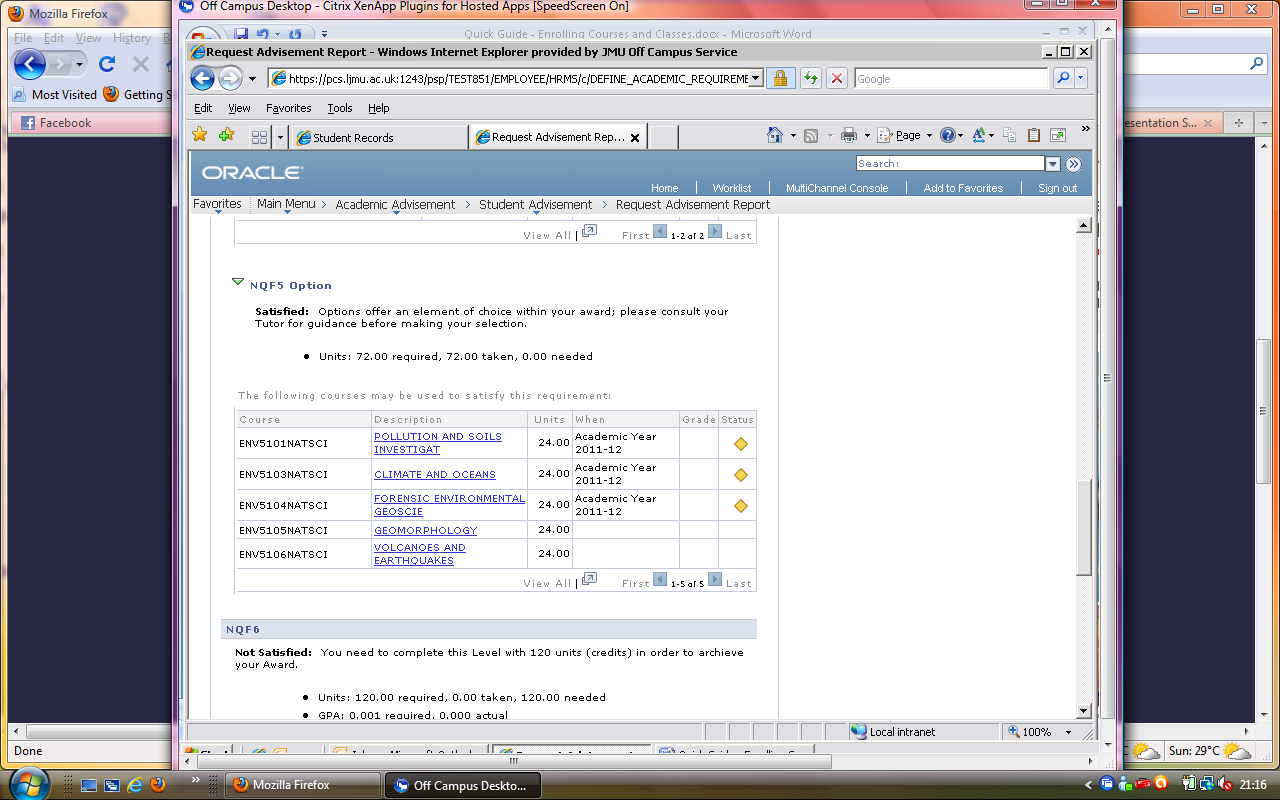 Mozilla Firefox
File Edit View History
Most Visited Getting S
Facebook
Off Campus Desktop - Citrix XenApp Plugins for Hosted Apps [SpeedScreen On]
Quick Guide - Enrolling Courses and Classes.docx - Microsoft Word
Request Advisement Report - Windows Internet Explorer provided by JMU Off Campus Service
https://pcs.ljmu.ac.uk:1243/psp/TEST851/EMPLOYEE/HRMS/c/DEFINE_ACADEMIC_REQUIREME
Google
Edit View Favorites Tools Help
Student Records
Request Advisement Rep...
Page
esentation S...
ORACLE
Search:
Home Worklist MultiChannel Console Add to Favorites Sign out
Favorites Main Menu > Academic Advisement > Student Advisement > Request Advisement Report
View All | First 1-2 of 2 Last
NQF5 Option
Satisfied: Options offer an element of choice within your award; please consult your
Tutor for guidance before making your selection.
• Units: 72.00 required, 72.00 taken, 0.00 needed
The following courses may be used to satisfy this requirement:
Course Description Units When Grade Status
ENV5101NATSCI POLLUTION AND SOILS INVESTIGAT 24.00 Academic Year 2011-12
ENV5103NATSCI CLIMATE AND OCEANS 24.00 Academic Year 2011-12
ENV5104NATSCI FORENSIC ENVIRONMENTAL GEOSCIE 24.00 Academic Year 2011-12
ENV5105NATSCI GEOMORPHOLOGY 24.00
ENV5106NATSCI VOLCANOES AND EARTHQUAKES 24.00
View All | First 1-5 of 5 Last
NQF6
Not Satisfied: You need to complete this Level with 120 units (credits) in order to archieve
your Award.
• Units: 120.00 required, 0.00 taken, 120.00 needed
• GPA: 0.001 required, 0.000 actual
Local intranet 100%
Done
Sun: 29°C
Mozilla Firefox
Off Campus Deskto...
21:16